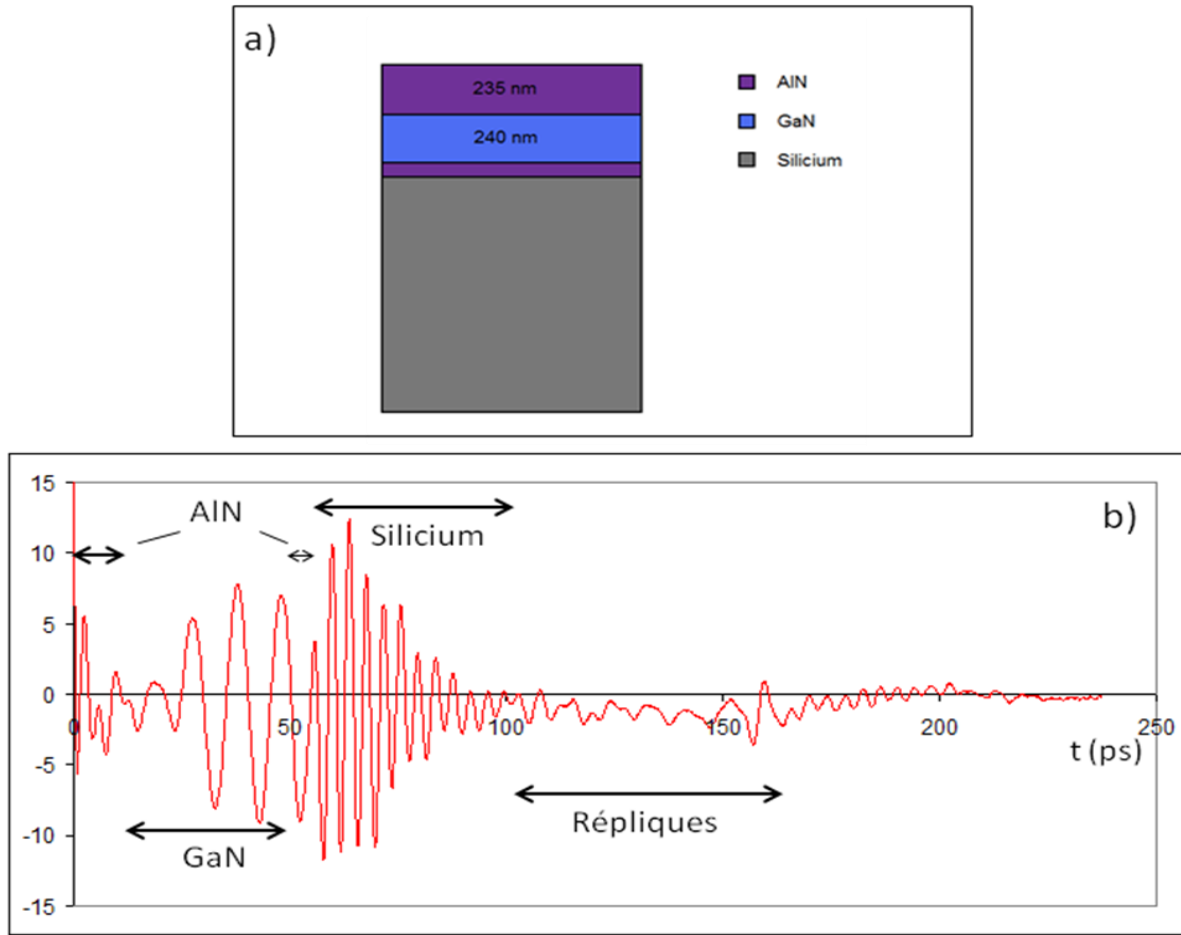 a)
235 nm
240 nm
AlN
GaN
Silicium
b)
15
10
5
0
-5
-10
-15
0
50
100
150
200
250
t (ps)
AlN
Silicium
GaN
Répliques